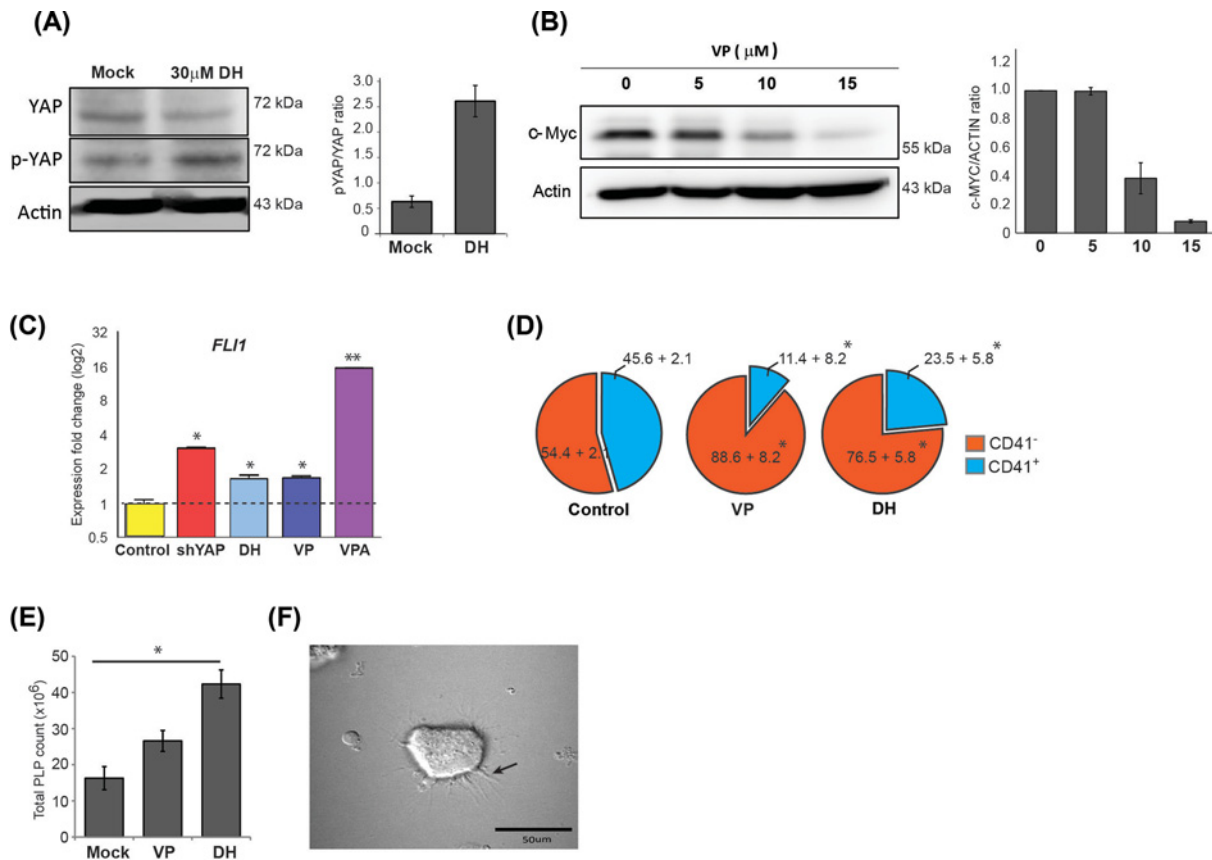 (A)
Mock 30μM DH
YAP
72 kDa
p-YAP
72 kDa
Actin
43 kDa
pYAP/YAP ratio
3.0
2.5
2.0
1.5
1.0
0.5
0
Mock DH
(B)
VP ( μM)
0 5 10 15
c-Myc
55 kDa
Actin
43 kDa
c-MYC/ACTIN ratio
1.2
1.0
0.8
0.6
0.4
0.2
0
0 5 10 15
(C)
FLI1
Expression fold change (log2)
32
16
8
4
2
1
0.5
* * * **
Control shYAP DH VP VPA
(D)
45.6 + 2.1
54.4 + 2.
Control
11.4 + 8.2*
88.6 + 8.2*
VP
23.5 + 5.8*
76.5 + 5.8*
DH
CD41-
CD41+
(E)
Total PLP count (x10⁶)
50
40
30
20
10
0
*
Mock VP DH
(F)
50um